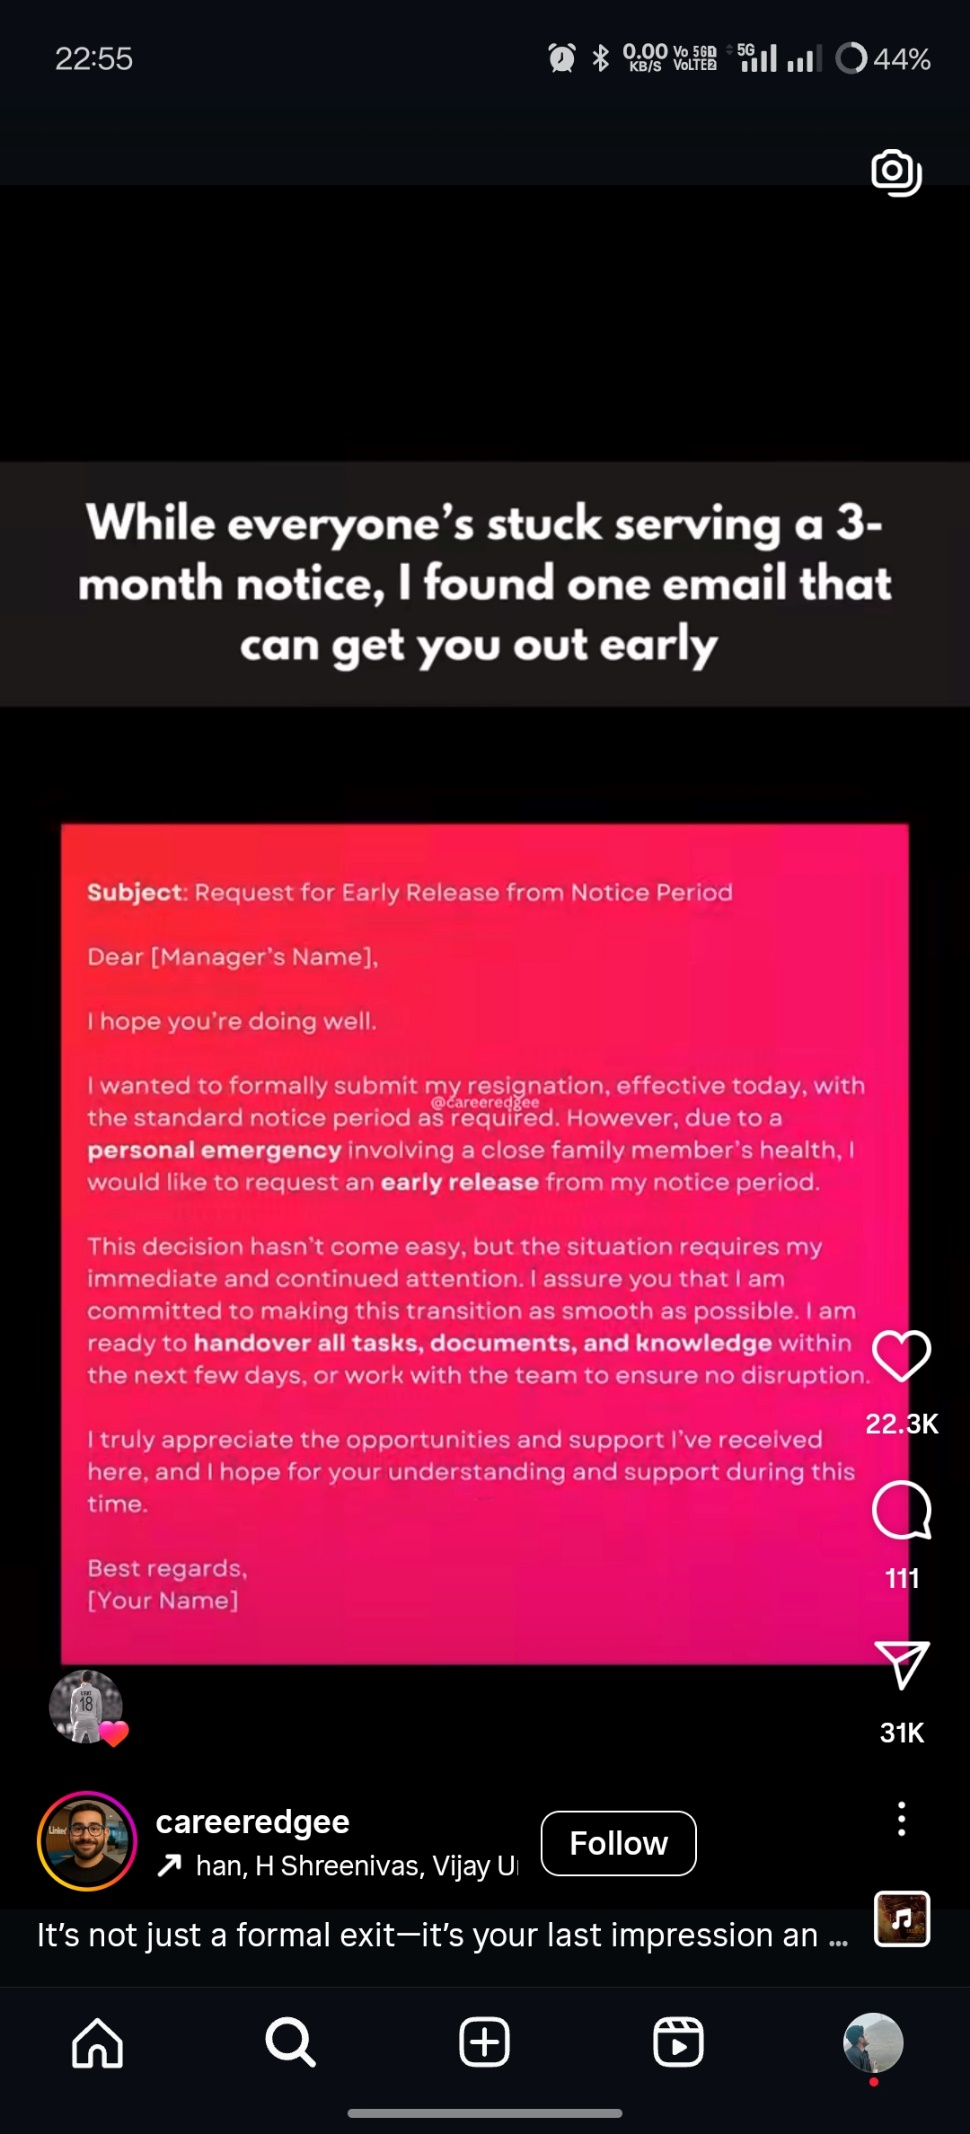 22:55
0.00 KB/S
Vo 5G
VoLTE2
5G
44%
While everyone's stuck serving a 3-
month notice, I found one email that
can get you out early
Subject: Request for Early Release from Notice Period
Dear [Manager's Name],
I hope you're doing well.
I wanted to formally submit my resignation, effective today, with
@careeredgee
the standard notice period as required. However, due to a
personal emergency involving a close family member's health, I
would like to request an early release from my notice period.
This decision hasn't come easy, but the situation requires my
immediate and continued attention. I assure you that I am
committed to making this transition as smooth as possible. I am
ready to handover all tasks, documents, and knowledge within
the next few days, or work with the team to ensure no disruption.
22.3K
I truly appreciate the opportunities and support I've received
here, and I hope for your understanding and support during this
time.
Best regards,
111
[Your Name]
18
31K
careeredgee
Follow
han, H Shreenivas, Vijay
It's not just a formal exit—it's your last impression an ...